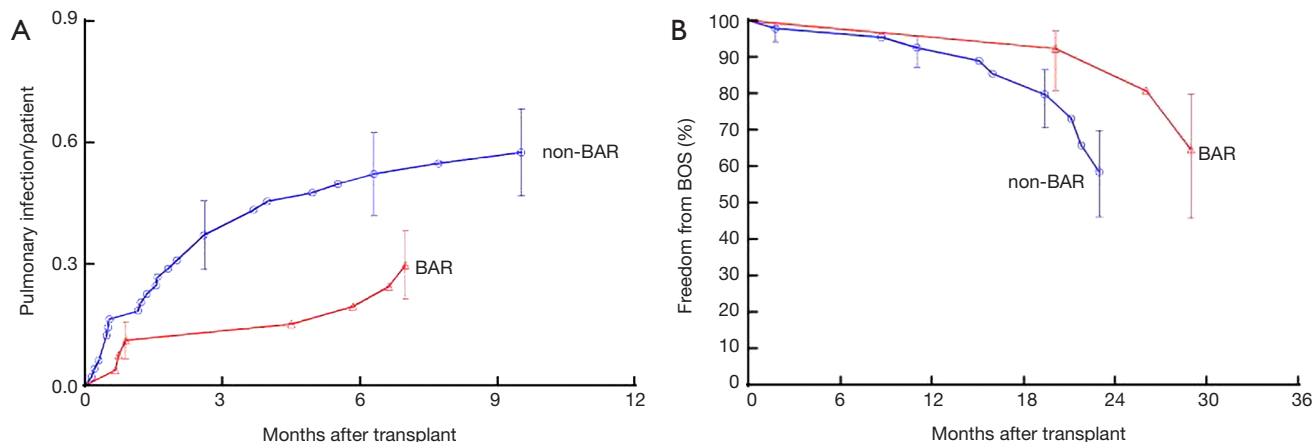 A
0.9
0.6
0.3
0.0
Pulmonary infection/patient
non-BAR
BAR
0 3 6 9 12
Months after transplant
B
100
90
80
70
60
50
40
30
20
10
0
Freedom from BOS (%)
BAR
non-BAR
0 6 12 18 24 30 36
Months after transplant